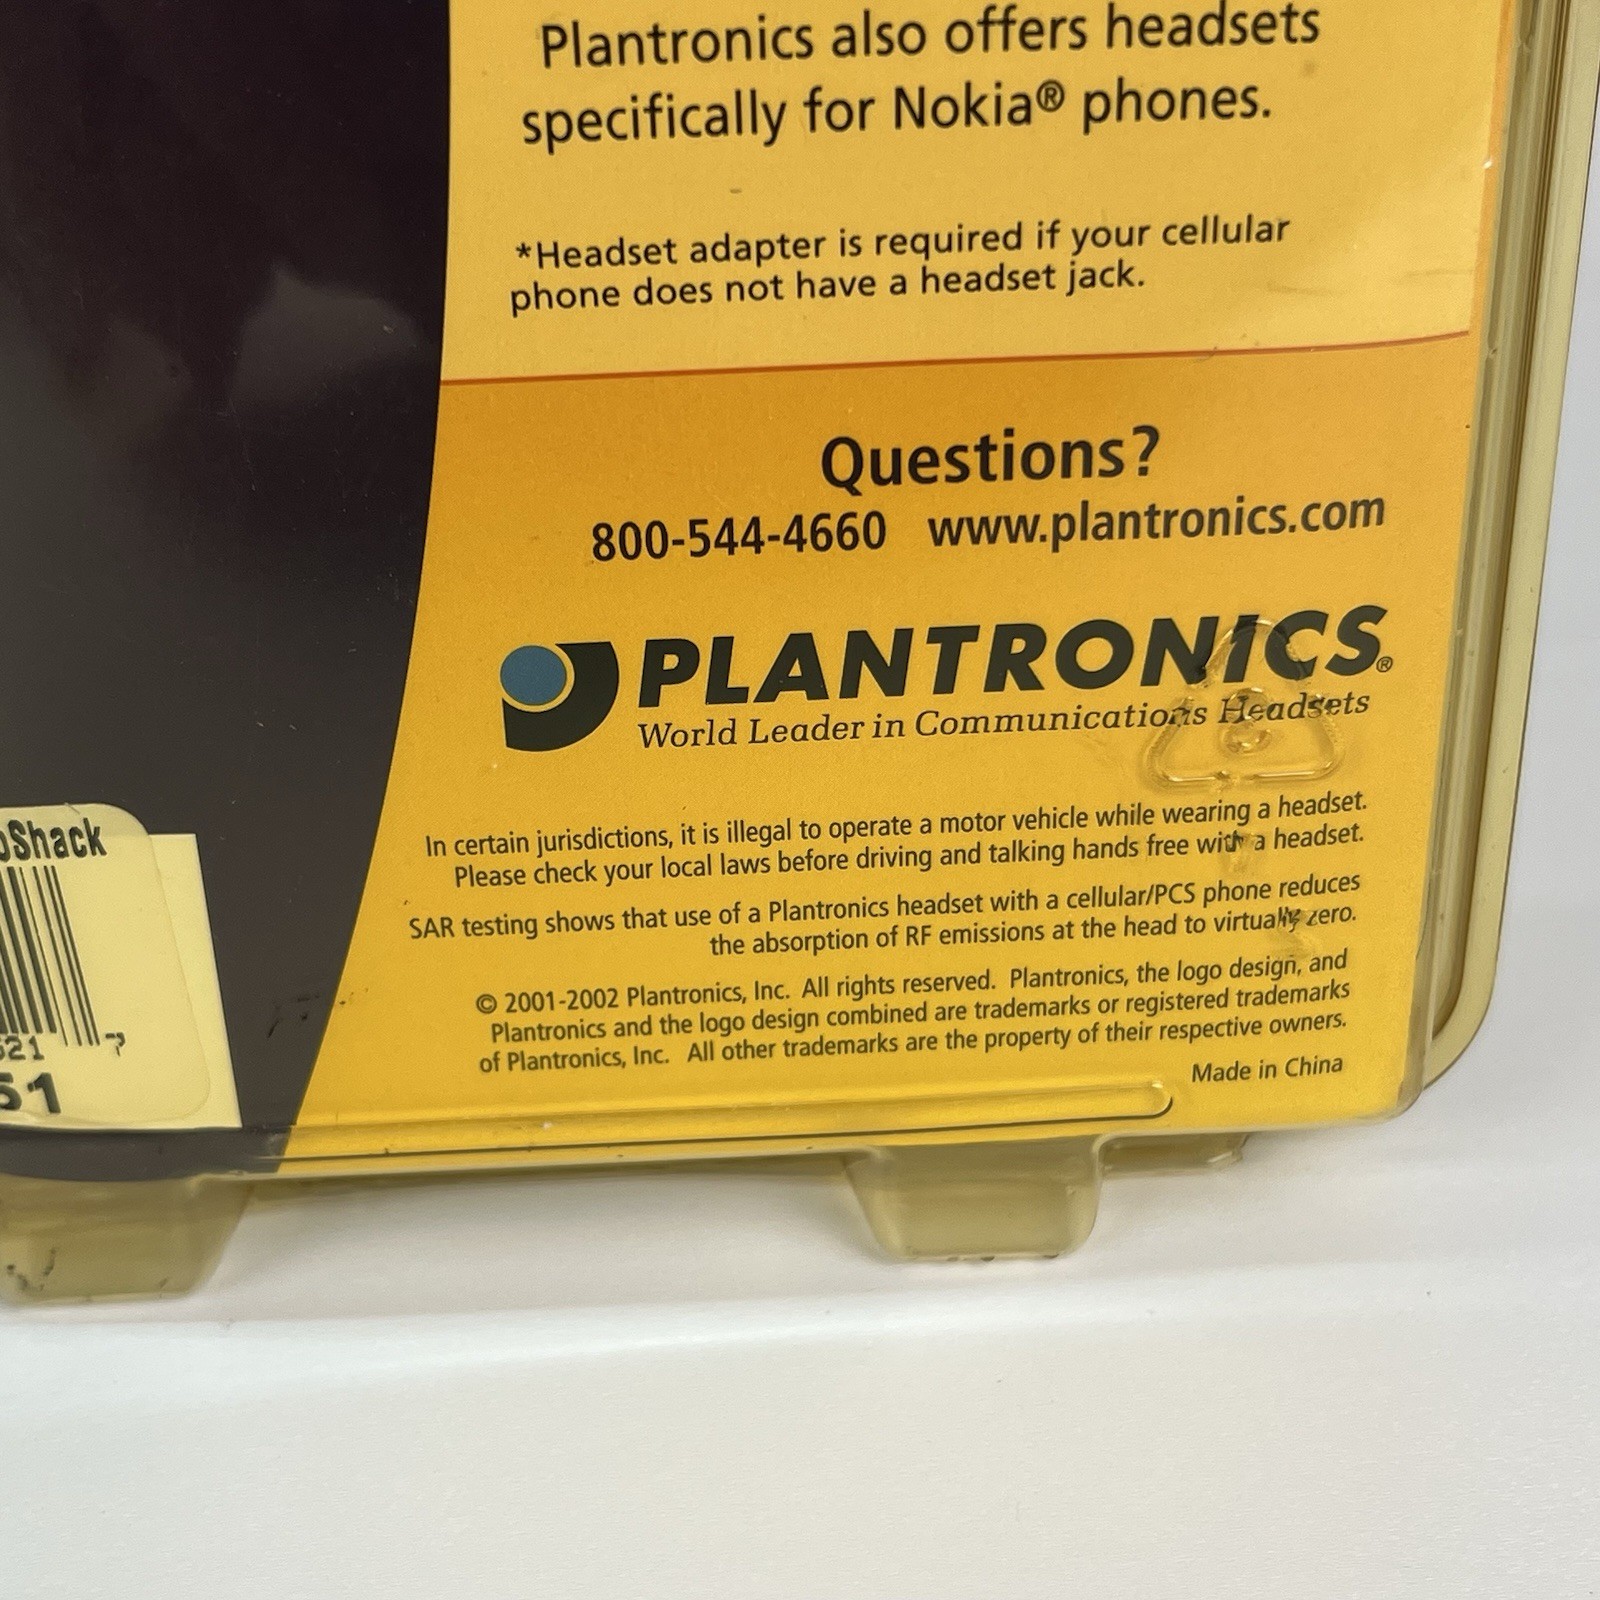 Plantronics also offers headsets
specifically for Nokia® phones.
*Headset adapter is required if your cellular
phone does not have a headset jack.
Questions?
800-544-4660 www.plantronics.com
PLANTRONICS®
World Leader in Communications Headsets
In certain jurisdictions, it is illegal to operate a motor vehicle while wearing a headset.
Please check your local laws before driving and talking hands free with a headset.
SAR testing shows that use of a Plantronics headset with a cellular/PCS phone reduces
the absorption of RF emissions at the head to virtually zero.
© 2001-2002 Plantronics, Inc. All rights reserved. Plantronics, the logo design, and
Plantronics and the logo design combined are trademarks or registered trademarks
of Plantronics, Inc. All other trademarks are the property of their respective owners.
Made in China
oShack
621
51